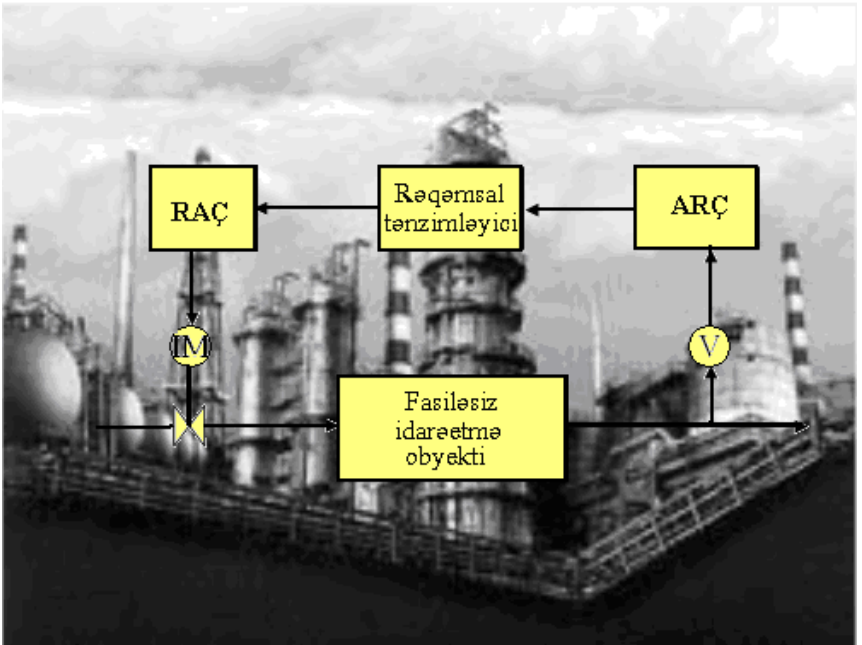 RAÇ
Rəqəmsal
tənzimləyici
ARÇ
IM
V
Fasiləsiz
idarəetmə
obyekti